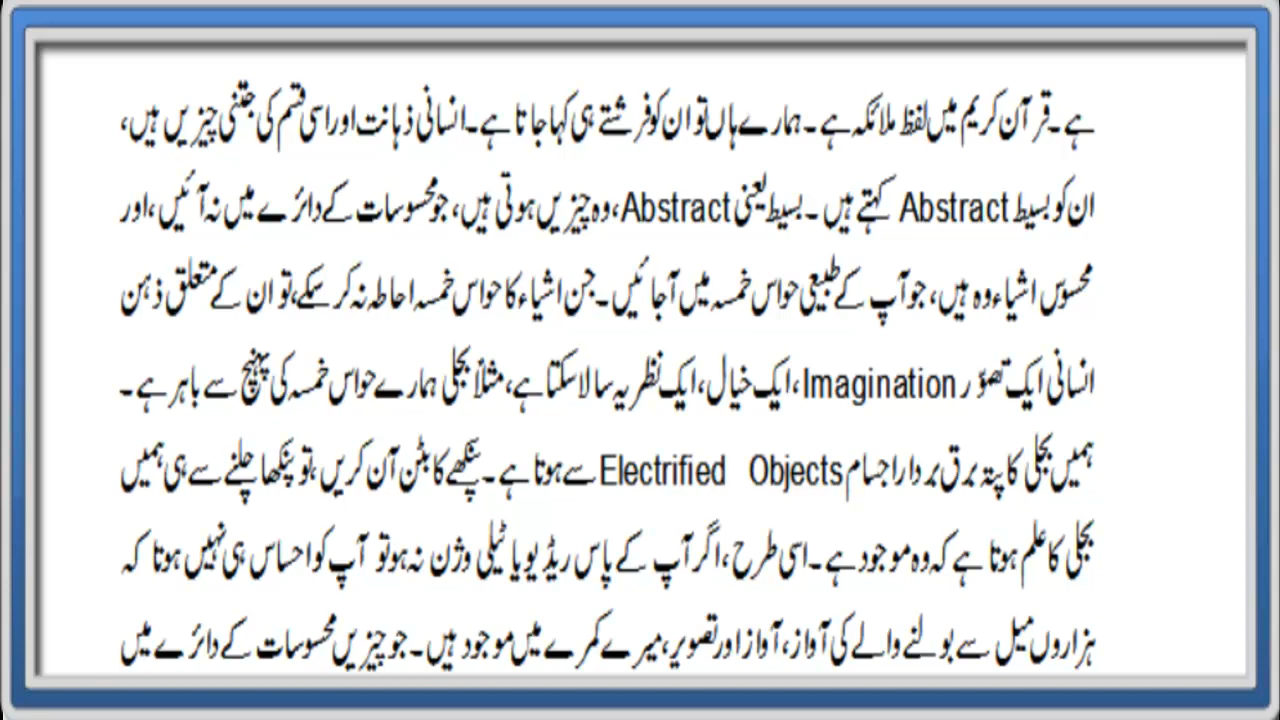 ہے۔قرآن کریم میں لفظ ملائکہ ہے۔ہمارے ہاں تو ان کو فرشتے ہی کہا جاتا ہے۔انسانی ذہانت اور اسی قسم کی جتنی چیزیں ہیں،
ان کو بسیط Abstract کہتے ہیں۔بسیط یعنی Abstract،وہ چیزیں ہوتی ہیں، جو محسوسات کے دائرے میں نہ آئیں،اور
محسوس اشیاء وہ ہیں، جو آپ کے طبیعی حواس خمسہ میں آجائیں۔جن اشیاء کا حواس خمسہ احاطہ نہ کر سکے،تو ان کے متعلق ذہن
انسانی ایک تصوّر Imagination،ایک خیال،ایک نظریہ سا لاسکتا ہے،مثلاً بجلی ہمارے حواس خمسہ کی پہنچ سے باہر ہے۔
ہمیں بجلی کا پتہ برق بردار اجسام Electrified Objects سے ہوتا ہے۔پنکھے کا بٹن آن کریں،تو پنکھا چلنے سے ہی ہمیں
بجلی کا علم ہوتا ہے کہ وہ موجود ہے۔اسی طرح،اگر آپ کے پاس ریڈیو یا ٹیلی وژن نہ ہو تو آپ کو احساس ہی نہیں ہوتا کہ
ہزاروں میل سے بولنے والے کی آواز،آواز اور تصویر،میرے کمرے میں موجود ہیں۔جو چیزیں محسوسات کے دائرے میں